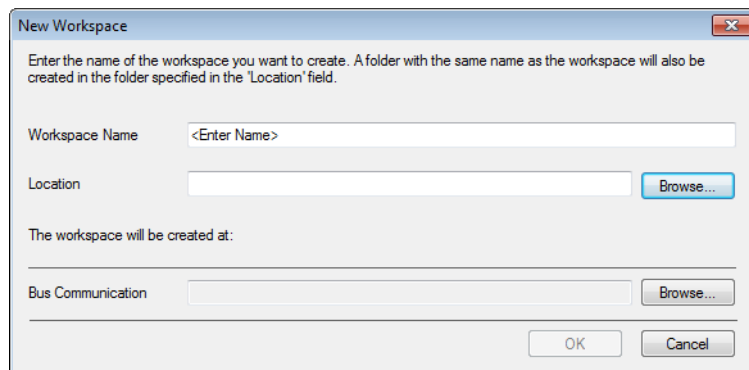 New Workspace
Enter the name of the workspace you want to create. A folder with the same name as the workspace will also be
created in the folder specified in the 'Location' field.
Workspace Name <Enter Name>
Location Browse...
The workspace will be created at:
Bus Communication Browse...
OK Cancel